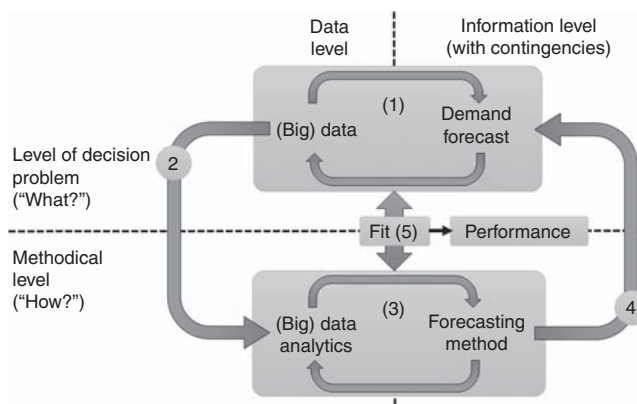 Data
level
Information level
(with contingencies)
(1)
(Big) data
Demand
forecast
2
Level of decision
problem
("What?")
Fit (5)
Performance
Methodical
level
("How?")
(3)
(Big) data
analytics
Forecasting
method
4